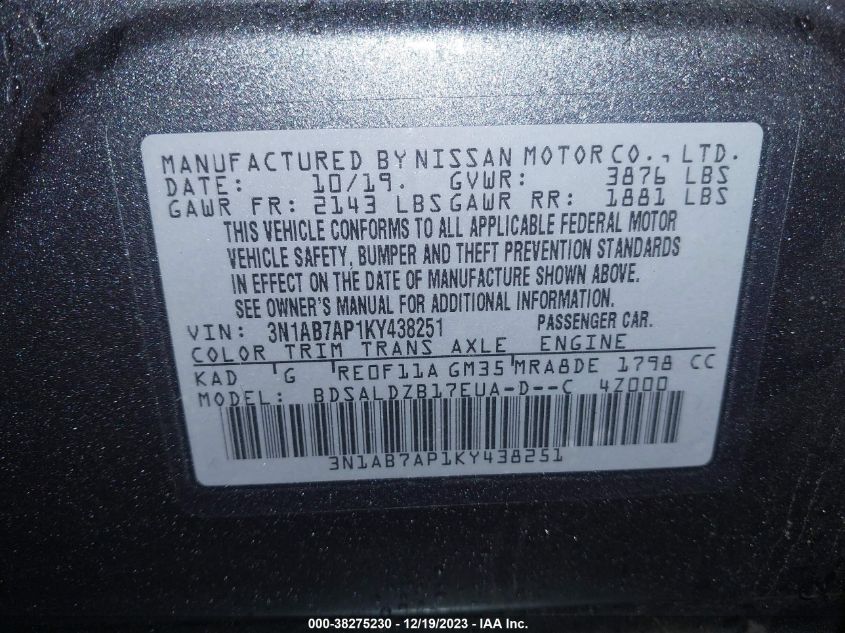 MANUFACTURED BY NISSAN MOTOR CO., LTD.
DATE: 10/19. GVWR: 3876 LBS
GAWR FR: 2143 LBS GAWR RR: 1881 LBS
THIS VEHICLE CONFORMS TO ALL APPLICABLE FEDERAL MOTOR
VEHICLE SAFETY, BUMPER AND THEFT PREVENTION STANDARDS
IN EFFECT ON THE DATE OF MANUFACTURE SHOWN ABOVE.
SEE OWNER'S MANUAL FOR ADDITIONAL INFORMATION.
VIN: 3N1AB7AP1KY438251 PASSENGER CAR.
COLOR TRIM TRANS AXLE ENGINE
KAD G RE0F11A GM35 MRA8DE 1798 CC
MODEL: BDSALDZB17EUA-D--C 4Z000
3N1AB7AP1KY438251
000-38275230 - 12/19/2023 - IAA Inc.